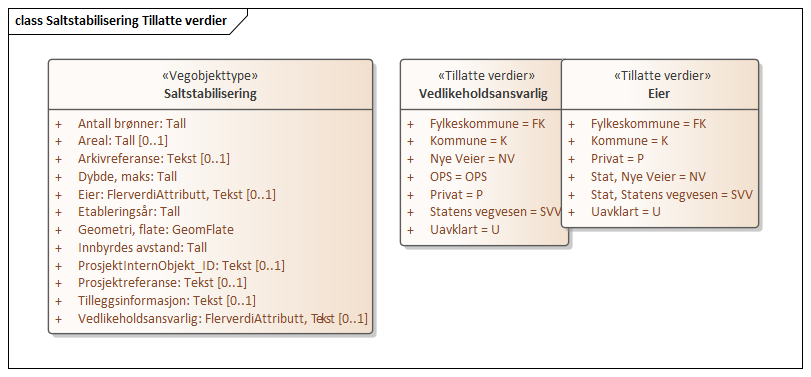 class Saltstabilisering Tillatte verdier
«Vegobjekttype»
Saltstabilisering
+ Antall brønner: Tall
+ Areal: Tall [0..1]
+ Arkivreferanse: Tekst [0..1]
+ Dybde, maks: Tall
+ Eier: FlerverdiAttributt, Tekst [0..1]
+ Etableringsår: Tall
+ Geometri, flate: GeomFlate
+ Innbyrdes avstand: Tall
+ ProsjektInternObjekt_ID: Tekst [0..1]
+ Prosjektreferanse: Tekst [0..1]
+ Tilleggsinformasjon: Tekst [0..1]
+ Vedlikeholdsansvarlig: FlerverdiAttributt, Tekst [0..1]
«Tillatte verdier»
Vedlikeholdsansvarlig
+ Fylkeskommune = FK
+ Kommune = K
+ Nye Veier = NV
+ OPS = OPS
+ Privat = P
+ Statens vegvesen = SVV
+ Uavklart = U
«Tillatte verdier»
Eier
+ Fylkeskommune = FK
+ Kommune = K
+ Privat = P
+ Stat, Nye Veier = NV
+ Stat, Statens vegvesen = SVV
+ Uavklart = U